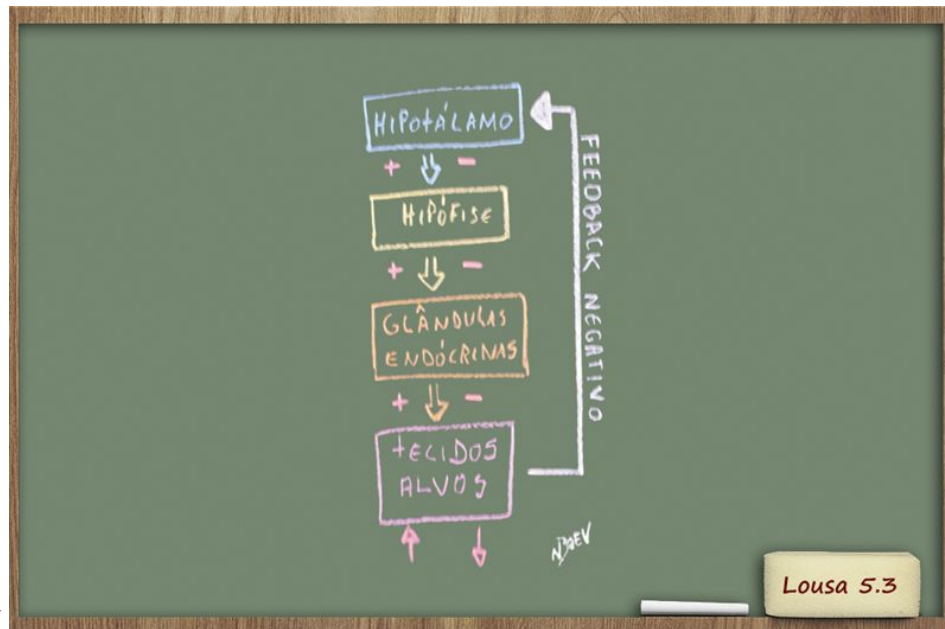 HIPOTÁLAMO
+ −
HIPÓFISE
+ −
GLÂNDULAS
ENDÓCRINAS
+ −
TECIDOS
ALVOS
FEEDBACK NEGATIVO
Lousa 5.3